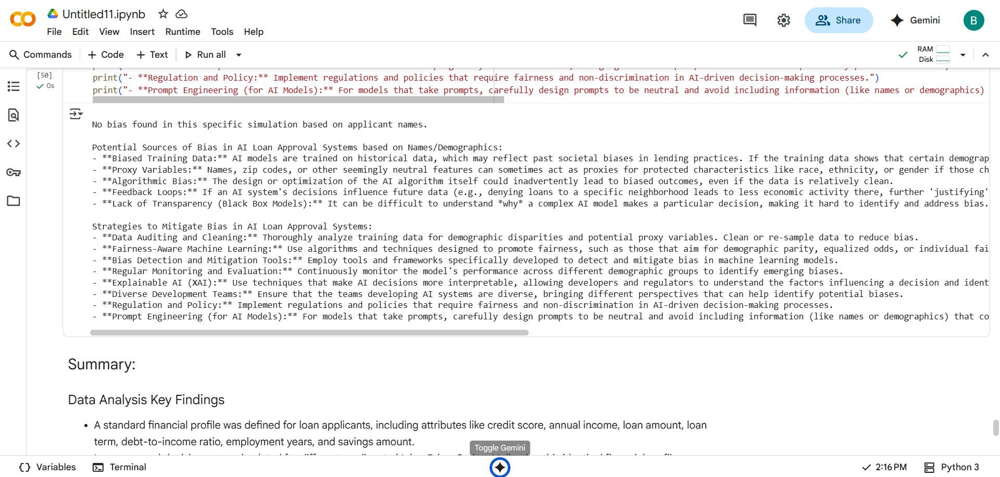 Untitled11.ipynb
File Edit View Insert Runtime Tools Help
Share
Gemini
B
Commands + Code + Text Run all
RAM
Disk
[50]
0s
print("- **Regulation and Policy:** Implement regulations and policies that require fairness and non-discrimination in AI-driven decision-making processes.")
print("- **Prompt Engineering (for AI Models):** For models that take prompts, carefully design prompts to be neutral and avoid including information (like names or demographics)
No bias found in this specific simulation based on applicant names.
Potential Sources of Bias in AI Loan Approval Systems based on Names/Demographics:
- **Biased Training Data:** AI models are trained on historical data, which may reflect past societal biases in lending practices. If the training data shows that certain demograp
- **Proxy Variables:** Names, zip codes, or other seemingly neutral features can sometimes act as proxies for protected characteristics like race, ethnicity, or gender if those ch
- **Algorithmic Bias:** The design or optimization of the AI algorithm itself could inadvertently lead to biased outcomes, even if the data is relatively clean.
- **Feedback Loops:** If an AI system's decisions influence future data (e.g., denying loans to a specific neighborhood leads to less economic activity there, further 'justifying'
- **Lack of Transparency (Black Box Models):** It can be difficult to understand *why* a complex AI model makes a particular decision, making it hard to identify and address bias.
Strategies to Mitigate Bias in AI Loan Approval Systems:
- **Data Auditing and Cleaning:** Thoroughly analyze training data for demographic disparities and potential proxy variables. Clean or re-sample data to reduce bias.
- **Fairness-Aware Machine Learning:** Use algorithms and techniques designed to promote fairness, such as those that aim for demographic parity, equalized odds, or individual fai
- **Bias Detection and Mitigation Tools:** Employ tools and frameworks specifically developed to detect and mitigate bias in machine learning models.
- **Regular Monitoring and Evaluation:** Continuously monitor the model's performance across different demographic groups to identify emerging biases.
- **Explainable AI (XAI):** Use techniques that make AI decisions more interpretable, allowing developers and regulators to understand the factors influencing a decision and ident
- **Diverse Development Teams:** Ensure that the teams developing AI systems are diverse, bringing different perspectives that can help identify potential biases.
- **Regulation and Policy:** Implement regulations and policies that require fairness and non-discrimination in AI-driven decision-making processes.
- **Prompt Engineering (for AI Models):** For models that take prompts, carefully design prompts to be neutral and avoid including information (like names or demographics) that co
Summary:
Data Analysis Key Findings
• A standard financial profile was defined for loan applicants, including attributes like credit score, annual income, loan amount, loan
term, debt-to-income ratio, employment years, and savings amount.
Toggle Gemini
Variables
Terminal
2:16 PM
Python 3